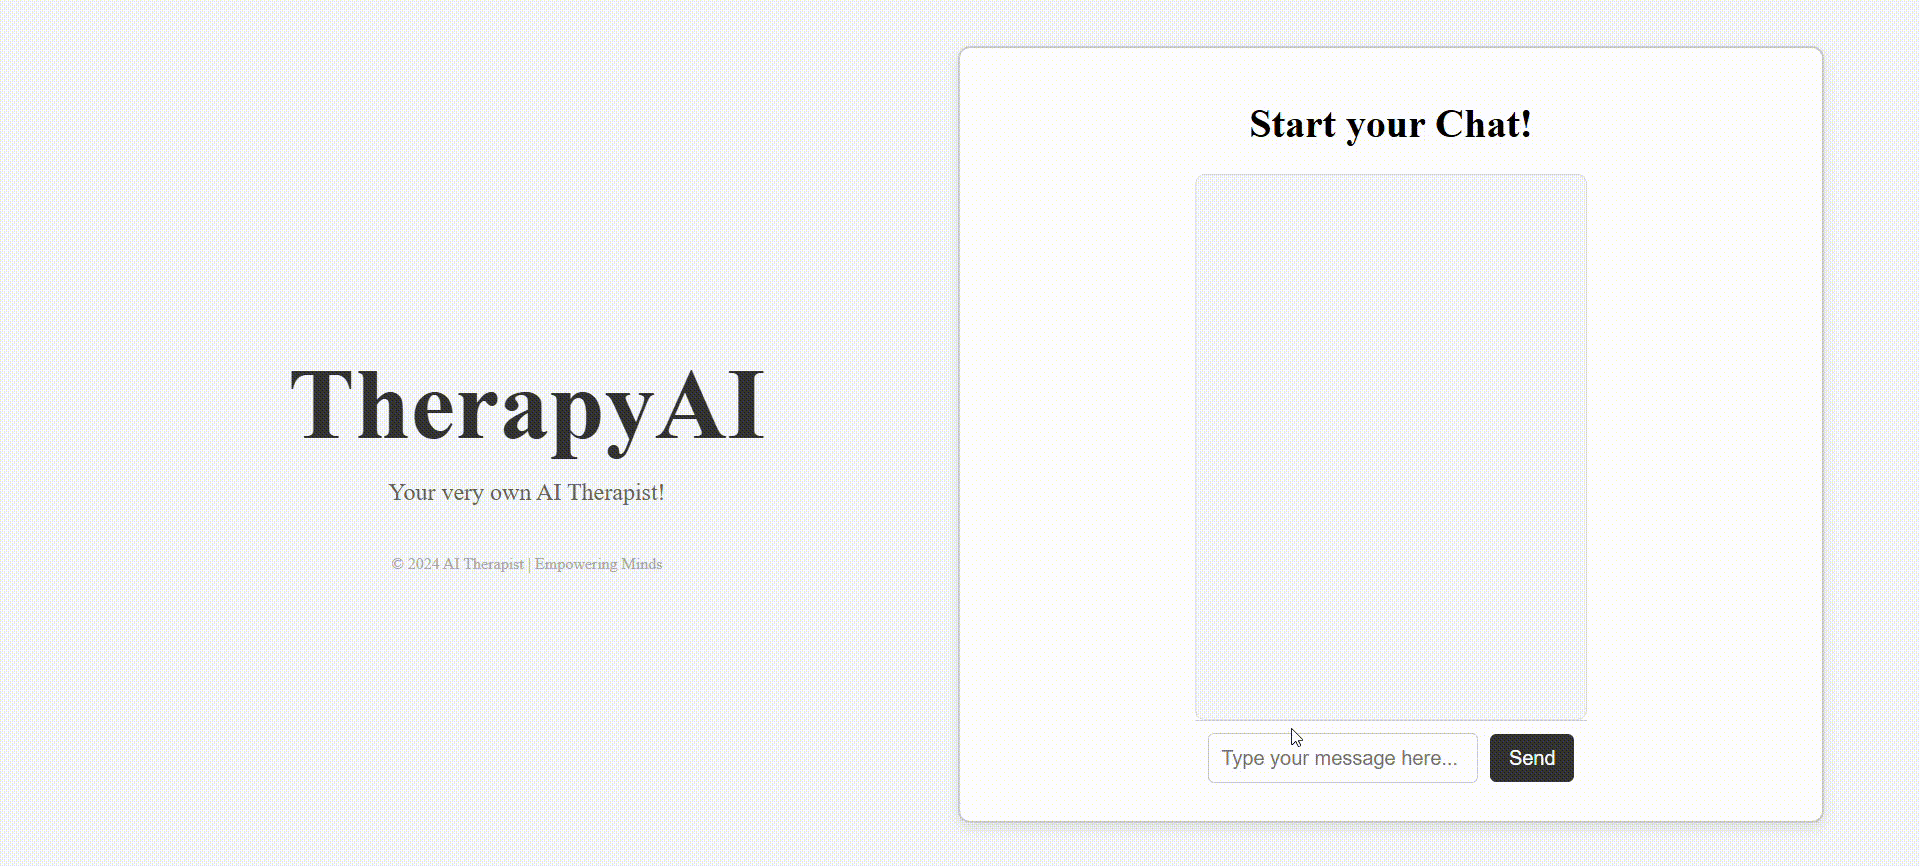 TherapyAI
Your very own AI Therapist!
© 2024 AI Therapist | Empowering Minds
Start your Chat!
Type your message here...
Send